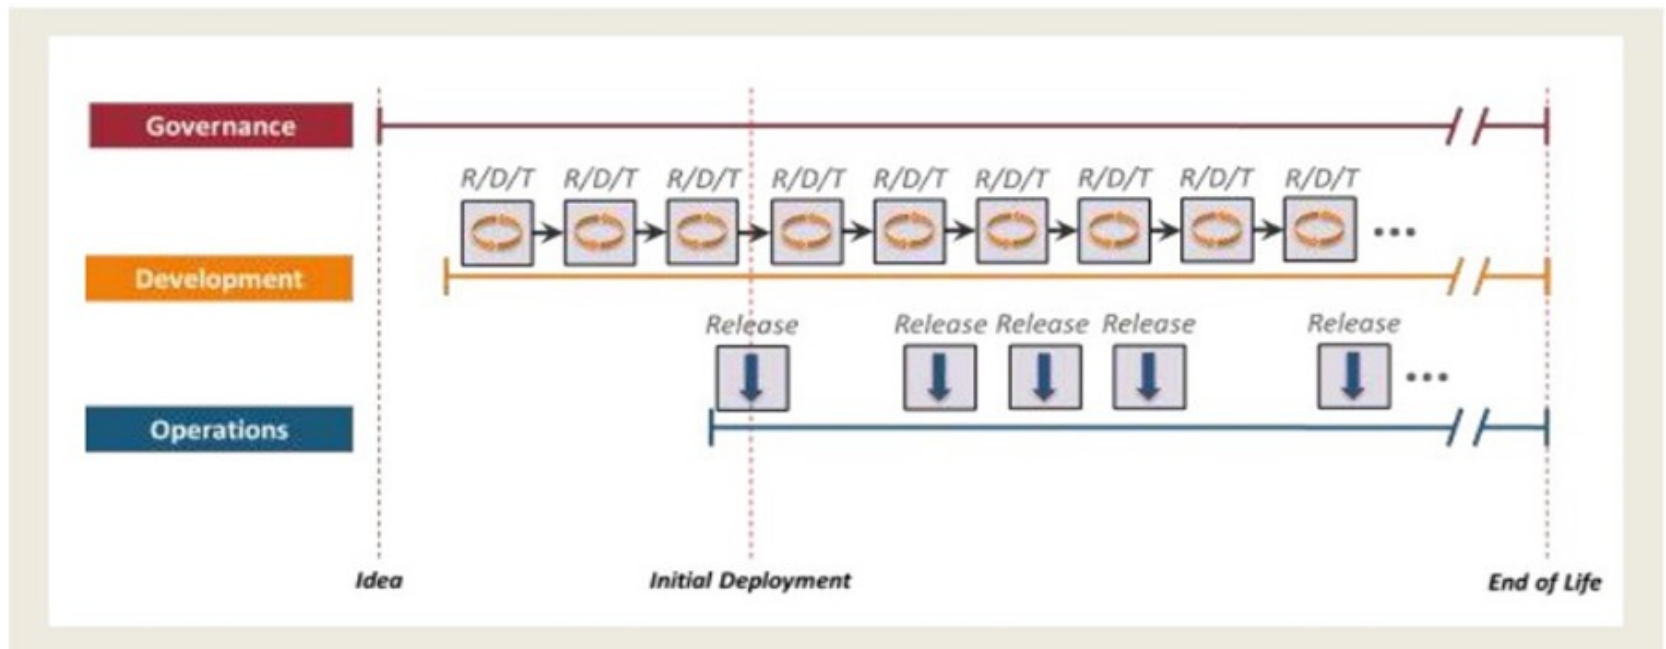 Governance
R/D/T R/D/T R/D/T R/D/T R/D/T R/D/T R/D/T R/D/T R/D/T
...
Development
Release Release Release Release Release
...
Operations
Idea Initial Deployment End of Life